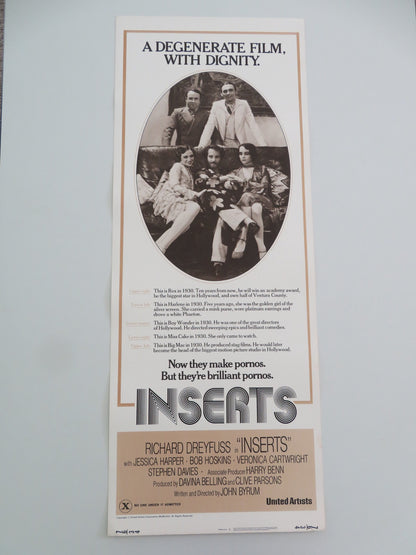 A DEGENERATE FILM,
WITH DIGNITY.
This is Rex in 1930. Ten years from now, he will win an academy award,
be the biggest star in Hollywood, and own half of Ventura County.
This is Harlene in 1930. Five years ago, she was the golden girl of the
silver screen. She carried a mink purse, wore platinum earrings and
drove a white Phaeton.
This is Boy Wonder in 1930. He was one of the great directors
of Hollywood. He directed sweeping epics and brilliant comedies.
This is Miss Cake in 1930. She only came to watch.
This is Big Mac in 1930. He produced stag films. He would later
become the head of the biggest motion picture studio in Hollywood.
Now they make pornos.
But they're brilliant pornos.
INSERTS
RICHARD DREYFUSS in "INSERTS"
with JESSICA HARPER · BOB HOSKINS · VERONICA CARTWRIGHT
STEPHEN DAVIES · Associate Producer HARRY BENN
Produced by DAVINA BELLING and CLIVE PARSONS
Written and Directed by JOHN BYRUM
X NO ONE UNDER 17 ADMITTED
United Artists